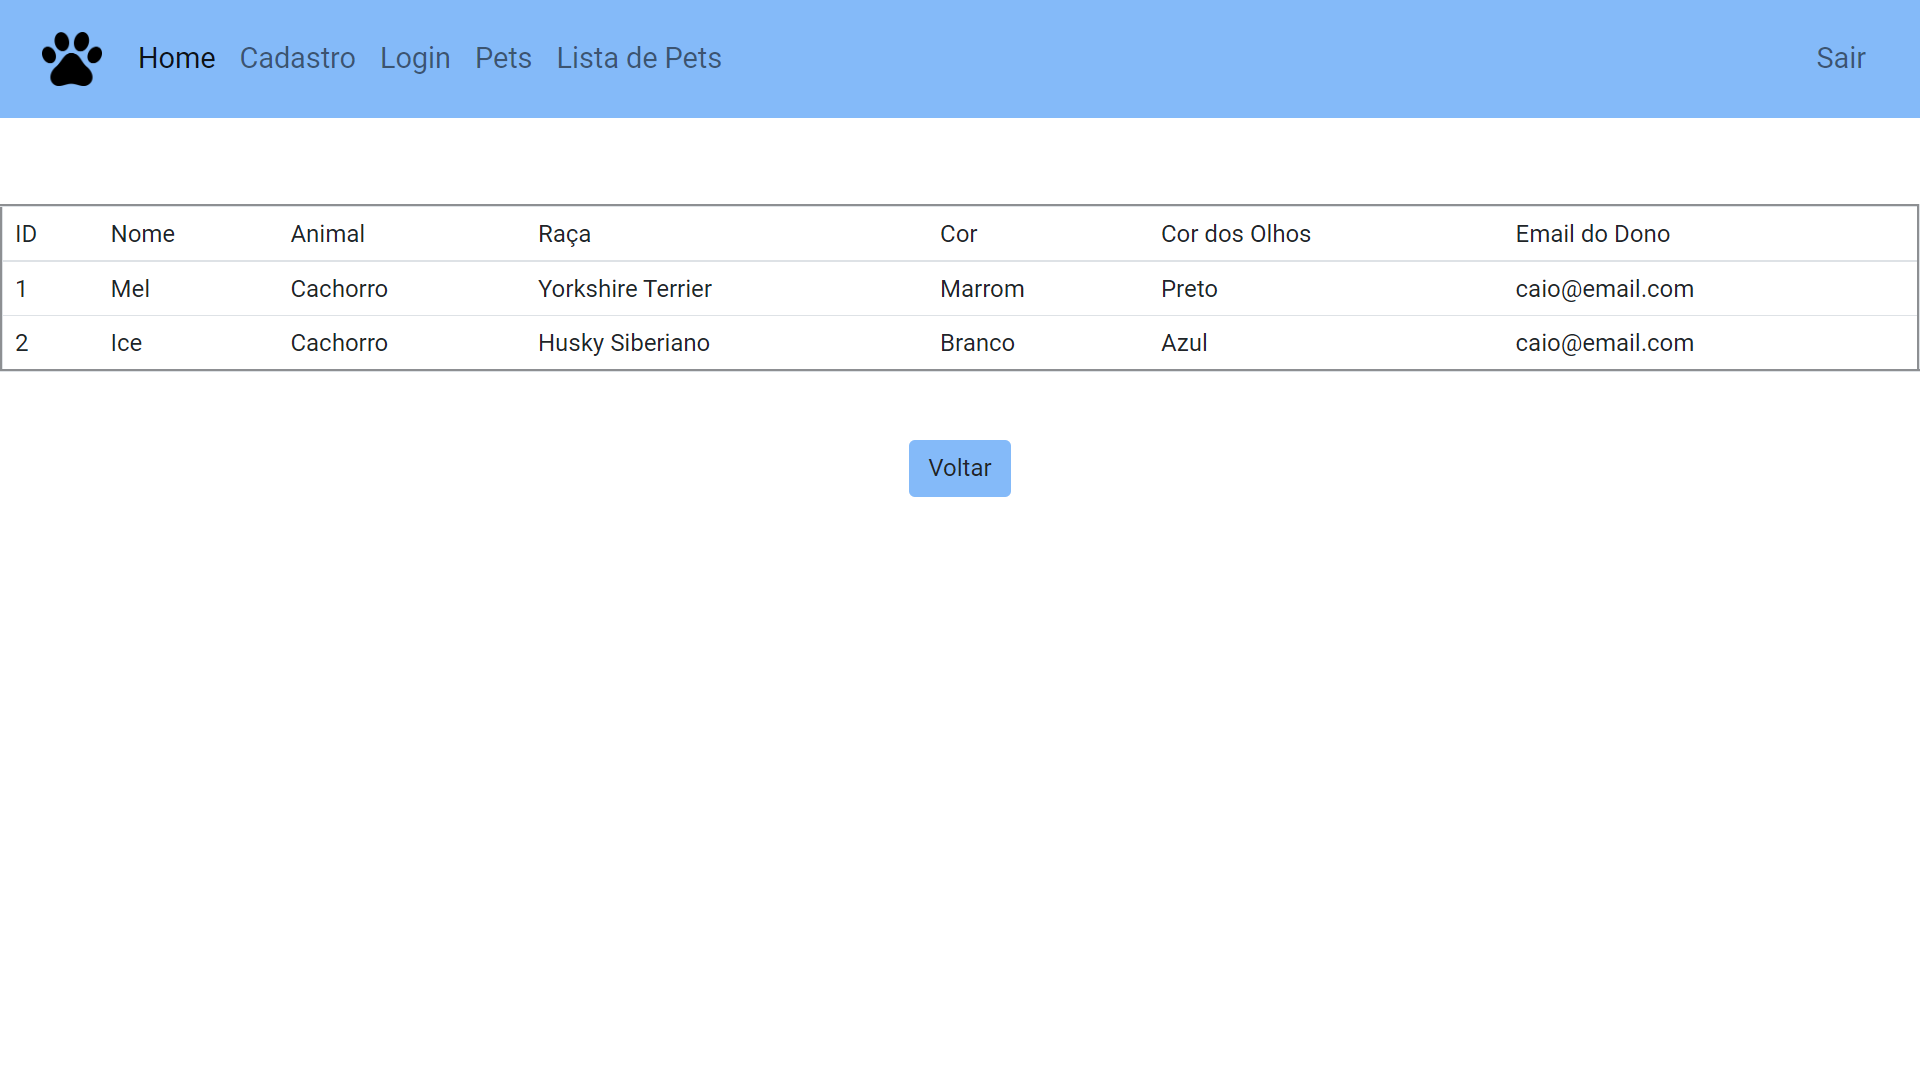 Home Cadastro Login Pets Lista de Pets Sair
ID Nome Animal Raça Cor Cor dos Olhos Email do Dono
1 Mel Cachorro Yorkshire Terrier Marrom Preto caio@email.com
2 Ice Cachorro Husky Siberiano Branco Azul caio@email.com
Voltar